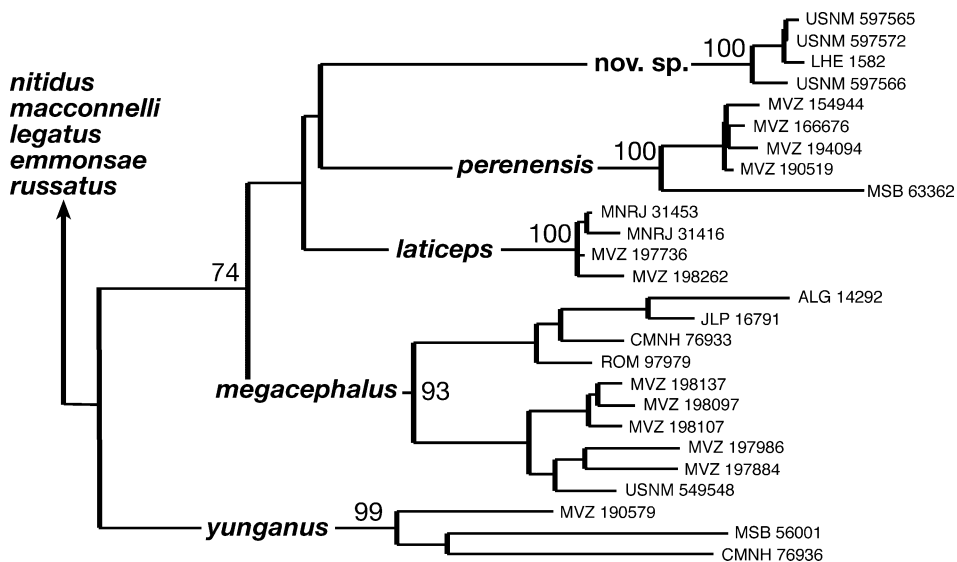 nitidus
macconnelli
legatus
emmonsae
russatus
USNM 597565
100
USNM 597572
nov. sp.
LHE 1582
USNM 597566
MVZ 154944
MVZ 166676
100
MVZ 194094
perenensis
MVZ 190519
MSB 63362
MNRJ 31453
100
MNRJ 31416
laticeps
MVZ 197736
MVZ 198262
74
ALG 14292
JLP 16791
CMNH 76933
ROM 97979
megacephalus
93
MVZ 198137
MVZ 198097
MVZ 198107
MVZ 197986
MVZ 197884
USNM 549548
99
MVZ 190579
yunganus
MSB 56001
CMNH 76936